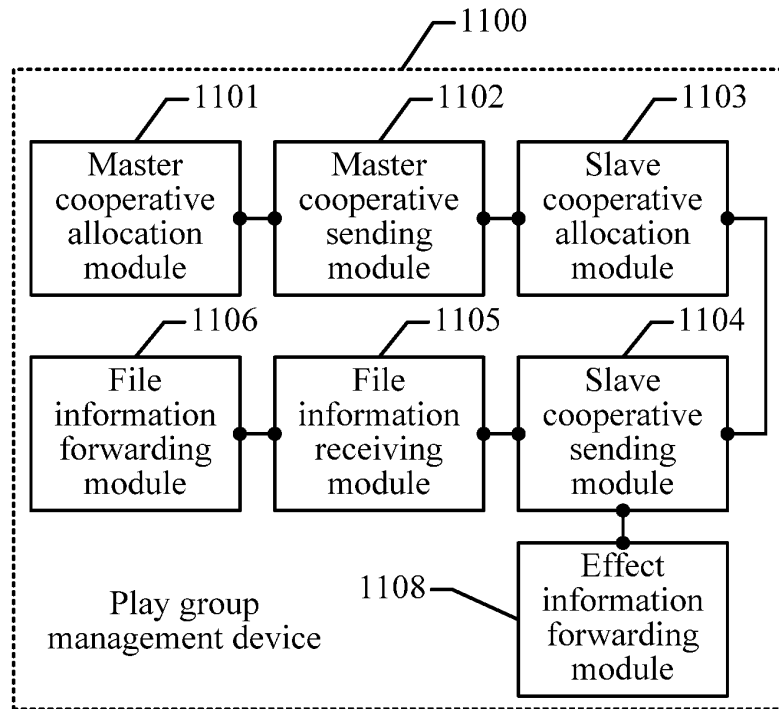 1100
1101
1102
1103
Master
cooperative
allocation
module
Master
cooperative
sending
module
Slave
cooperative
allocation
module
1106
1105
1104
File
information
forwarding
module
File
information
receiving
module
Slave
cooperative
sending
module
1108
Effect
information
forwarding
module
Play group
management device